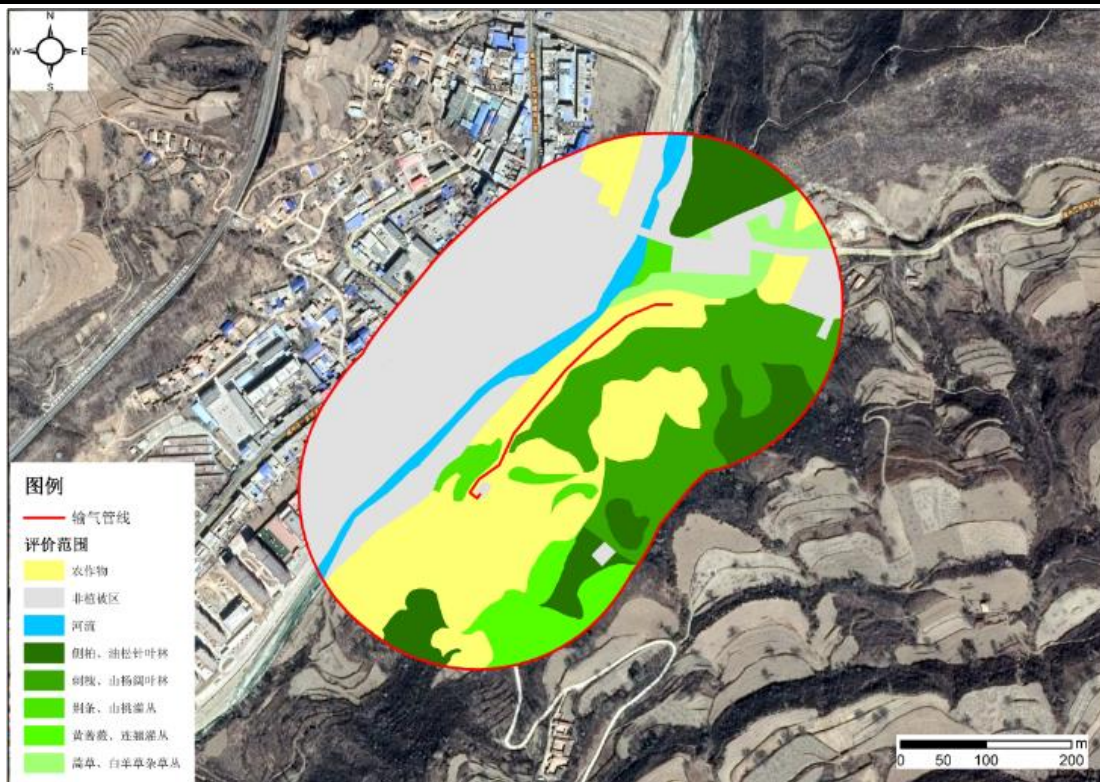 N
W E
S
图例
输气管线
评价范围
农作物
非植被区
河流
侧柏、油松针叶林
刺槐、山杨阔叶林
荆条、山桃灌丛
黄蔷薇、连翘灌丛
蒿草、白羊草杂草丛
m
0 50 100 200